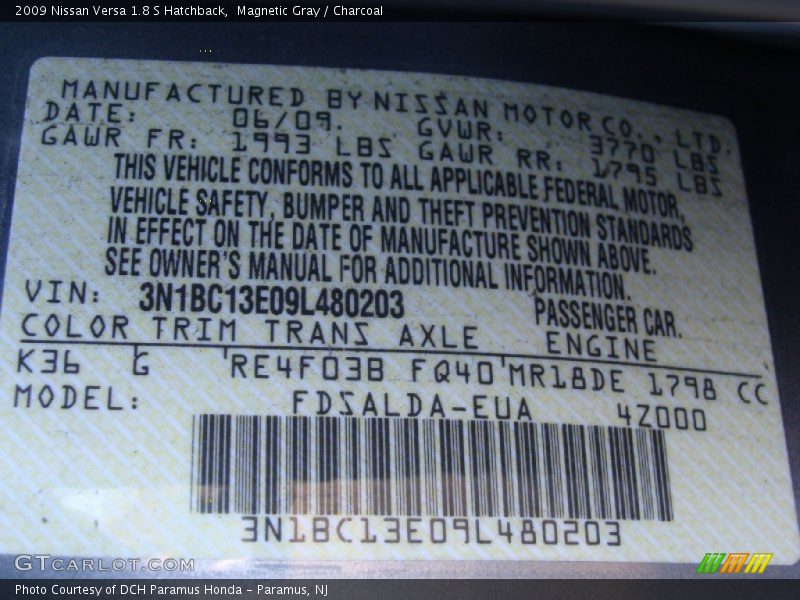 2009 Nissan Versa 1.8 S Hatchback,  Magnetic Gray / Charcoal
MANUFACTURED BY NISSAN MOTOR CO., LTD.
DATE: 06/09. GVWR: 3770 LBS
GAWR FR: 1993 LBS GAWR RR: 1795 LBS
THIS VEHICLE CONFORMS TO ALL APPLICABLE FEDERAL MOTOR,
VEHICLE SAFETY, BUMPER AND THEFT PREVENTION STANDARDS
IN EFFECT ON THE DATE OF MANUFACTURE SHOWN ABOVE.
SEE OWNER'S MANUAL FOR ADDITIONAL INFORMATION.
VIN: 3N1BC13E09L480203 PASSENGER CAR.
COLOR TRIM TRANS AXLE ENGINE
K36 G RE4F03B FQ40 MR18DE 1798 CC
MODEL: FDSALDA-EUA 4Z000
3N1BC13E09L480203
GTCARLOT.COM
Photo Courtesy of DCH Paramus Honda - Paramus, NJ